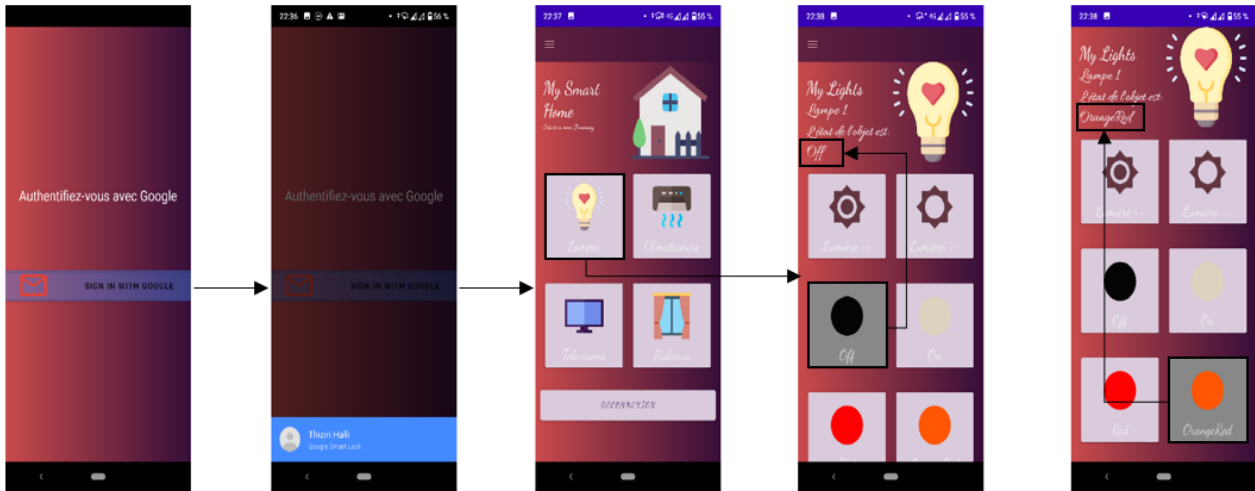 Authentifiez-vous avec Google
SIGN IN WITH GOOGLE
22:36
56 %
Authentifiez-vous avec Google
SIGN IN WITH GOOGLE
Thiziri Halli
Google Smart Lock
22:37
4G
55 %
My Smart
Home
Lampes
Climatiseurs
Televisons
Rideaux
DECONNEXION
22:38
4G
55 %
My Lights
Lampe 1
L'état de l'objet est:
Off
Lumière ++
Lumière --
Off
On
22:38
55 %
My Lights
Lampe 1
L'état de l'objet est:
OrangeRed
Lumière ++
Lumière --
Off
On
Red
OrangeRed